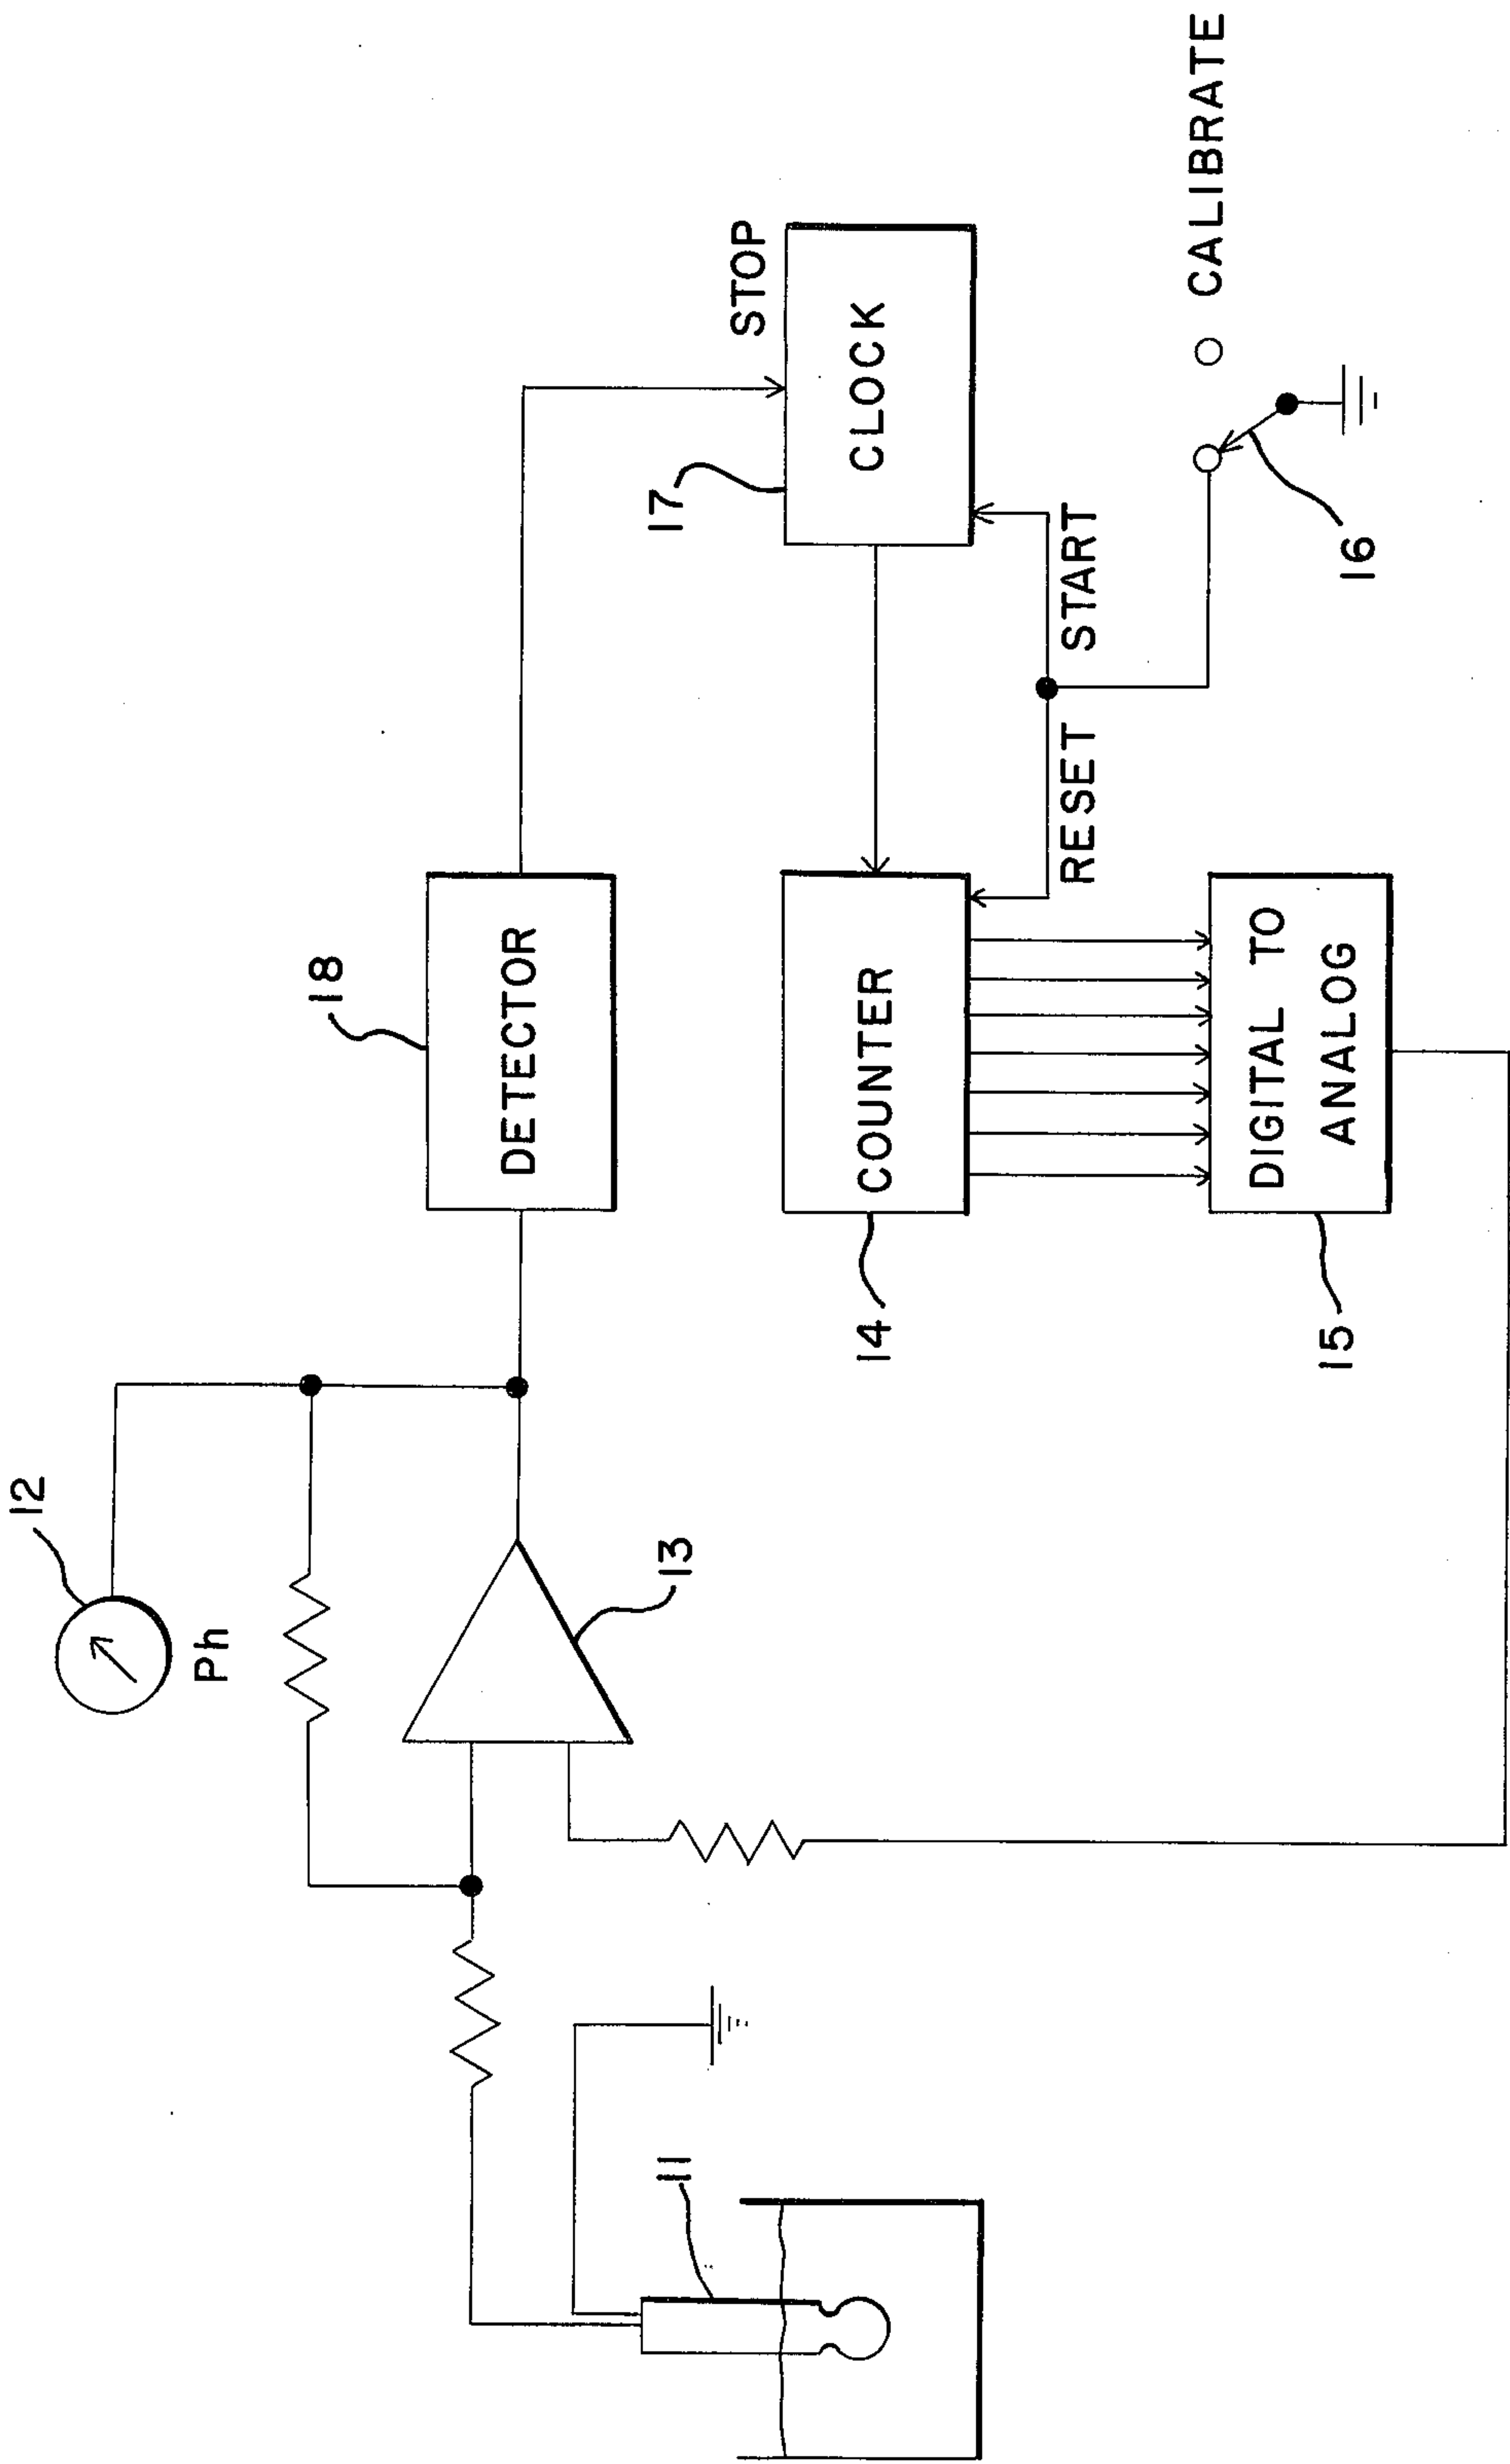 12
Ph
18
DETECTOR
STOP
17
CLOCK
13
11
14
COUNTER
RESET
START
CALIBRATE
16
15
DIGITAL TO
ANALOG